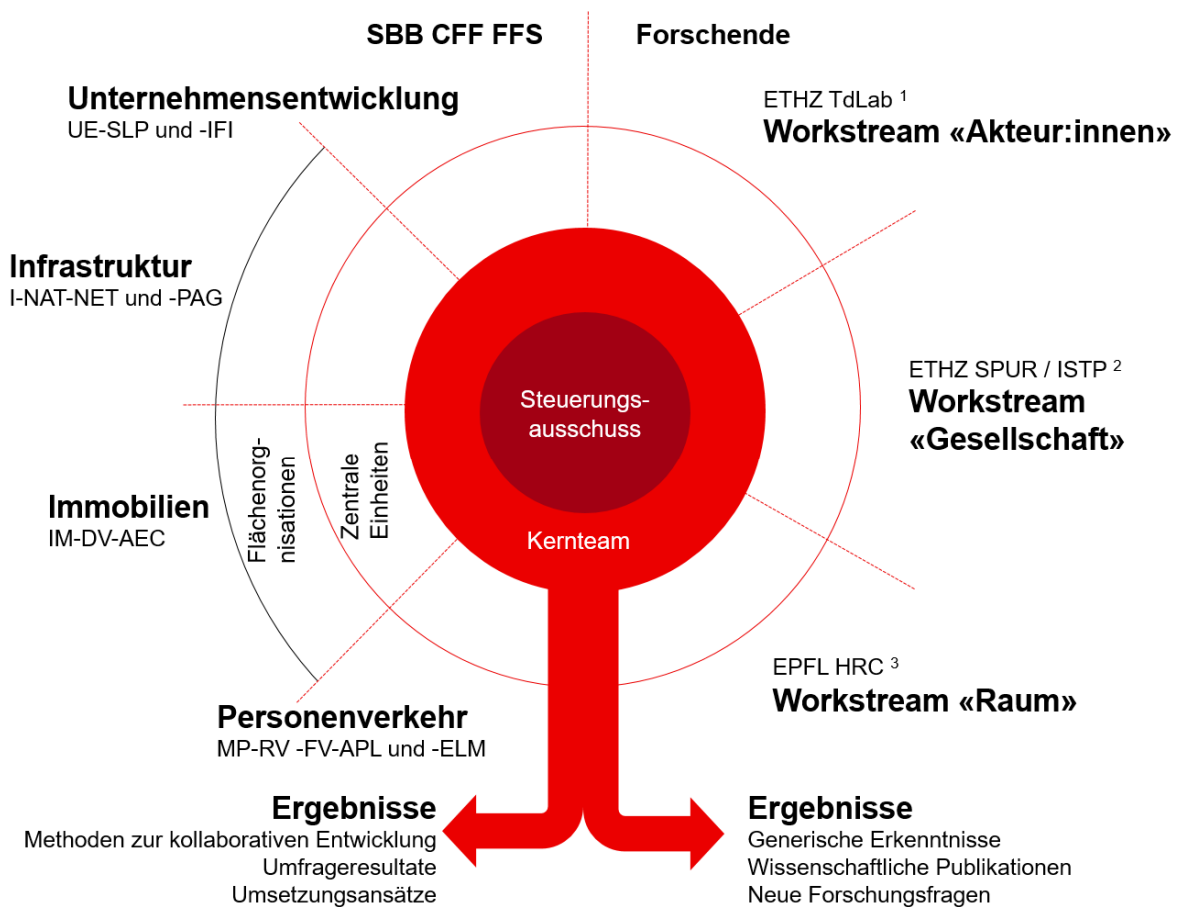 SBB CFF FFS
Forschende
Unternehmensentwicklung
UE-SLP und -IFI
ETHZ TdLab ¹
Workstream «Akteur:innen»
Infrastruktur
I-NAT-NET und -PAG
ETHZ SPUR / ISTP ²
Workstream
«Gesellschaft»
Steuerungs-
ausschuss
Kernteam
Flächenorg-
nisationen
Zentrale
Einheiten
Immobilien
IM-DV-AEC
EPFL HRC ³
Workstream «Raum»
Personenverkehr
MP-RV -FV-APL und -ELM
Ergebnisse
Methoden zur kollaborativen Entwicklung
Umfrageresultate
Umsetzungsansätze
Ergebnisse
Generische Erkenntnisse
Wissenschaftliche Publikationen
Neue Forschungsfragen